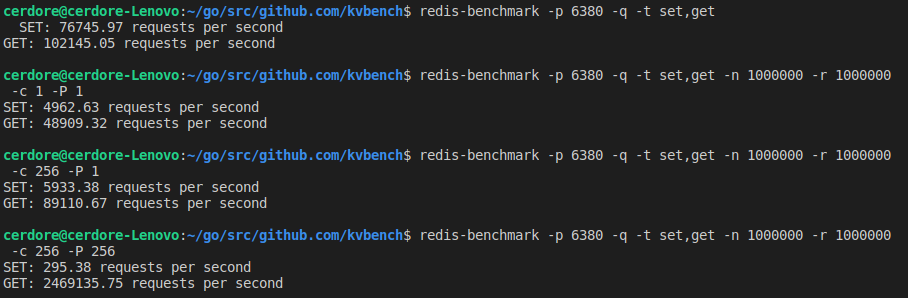 cerdore@cerdore-Lenovo:~/go/src/github.com/kvbench$ redis-benchmark -p 6380 -q -t set,get
SET: 76745.97 requests per second
GET: 102145.05 requests per second
cerdore@cerdore-Lenovo:~/go/src/github.com/kvbench$ redis-benchmark -p 6380 -q -t set,get -n 1000000 -r 1000000
-c 1 -P 1
SET: 4962.63 requests per second
GET: 48909.32 requests per second
cerdore@cerdore-Lenovo:~/go/src/github.com/kvbench$ redis-benchmark -p 6380 -q -t set,get -n 1000000 -r 1000000
-c 256 -P 1
SET: 5933.38 requests per second
GET: 89110.67 requests per second
cerdore@cerdore-Lenovo:~/go/src/github.com/kvbench$ redis-benchmark -p 6380 -q -t set,get -n 1000000 -r 1000000
-c 256 -P 256
SET: 295.38 requests per second
GET: 2469135.75 requests per second